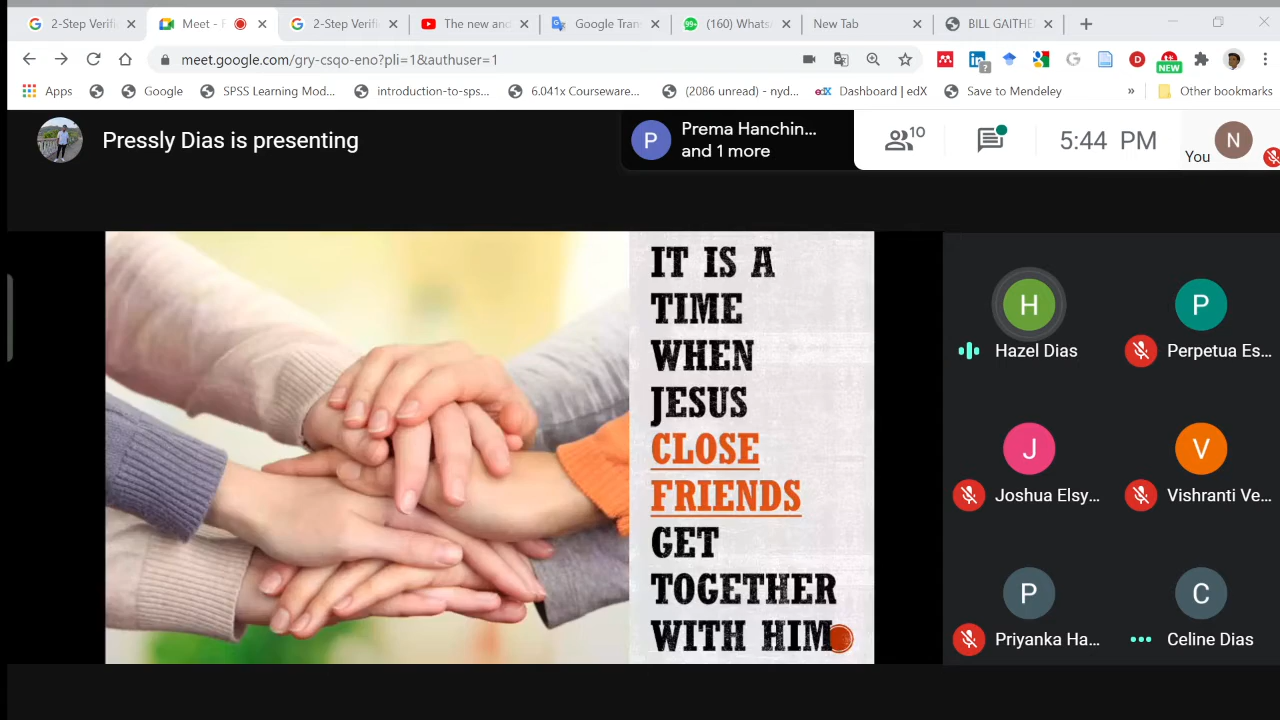 2-Step Verifi
Meet -
2-Step Verifi
The new and
Google Tran
(160) Whats
New Tab
BILL GAITHE
meet.google.com/gry-csqo-eno?pli=1&authuser=1
NEW
Apps
Google
SPSS Learning Mod...
introduction-to-sps...
6.041x Courseware...
(2086 unread) - nyd...
edX Dashboard | edX
Save to Mendeley
»
Other bookmarks
Pressly Dias is presenting
P
Prema Hanchin...
and 1 more
10
5:44 PM
You
N
IT IS A
TIME
WHEN
JESUS
CLOSE
FRIENDS
GET
TOGETHER
WITH HIM
H
Hazel Dias
P
Perpetua Es...
J
Joshua Elsy...
V
Vishranti Ve...
P
Priyanka Ha...
C
Celine Dias